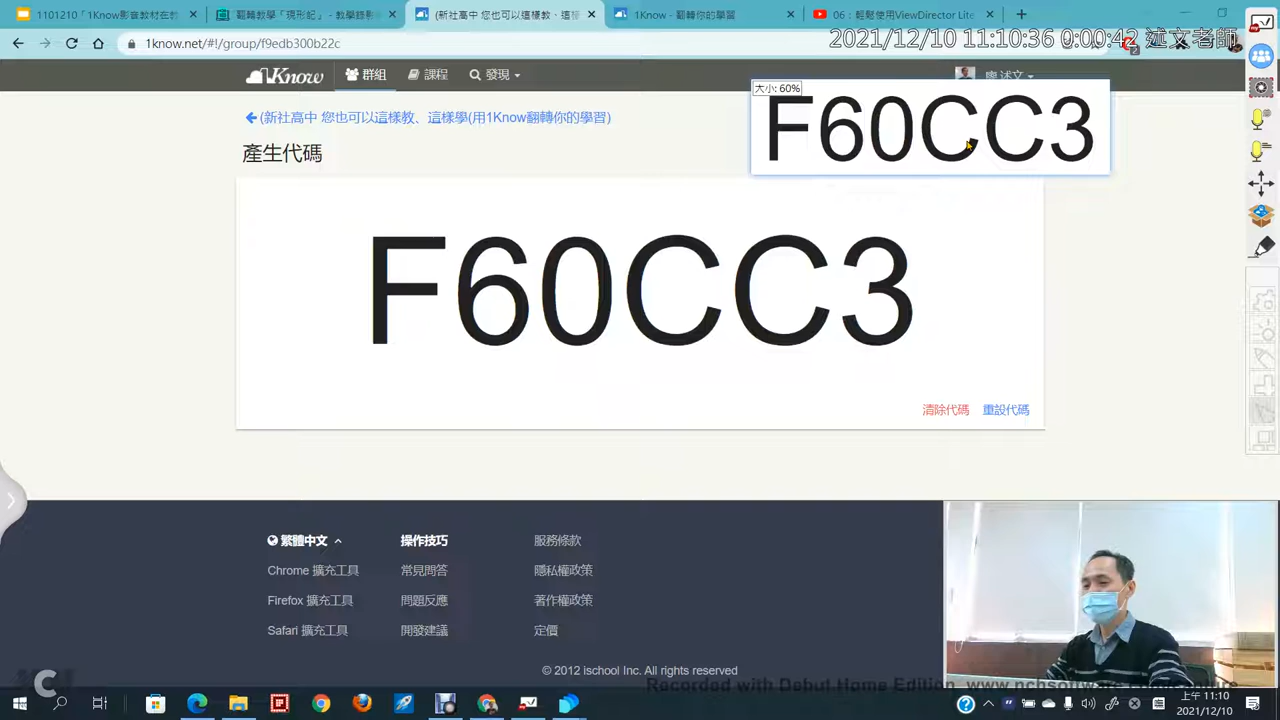 1101210「1Know影音教材在教
翻轉教學「現形記」 - 教學錄影
(新社高中 您也可以這樣教、這樣
1Know - 翻轉你的學習
06：輕鬆使用ViewDirector Lite
1know.net/#!/group/f9edb300b22c
2021/12/10 11:10:36 0:00:42 述文老師
1Know
群組
課程
發現
廖 述文
(新社高中 您也可以這樣教、這樣學(用1Know翻轉你的學習)
大小: 60%
F60CC3
產生代碼
F60CC3
清除代碼
重設代碼
繁體中文
操作技巧
服務條款
Chrome 擴充工具
常見問答
隱私權政策
Firefox 擴充工具
問題反應
著作權政策
Safari 擴充工具
開發建議
定價
© 2012 ischool Inc. All rights reserved
C
Recorded with Debut Home Edition
上午 11:10
2021/12/10